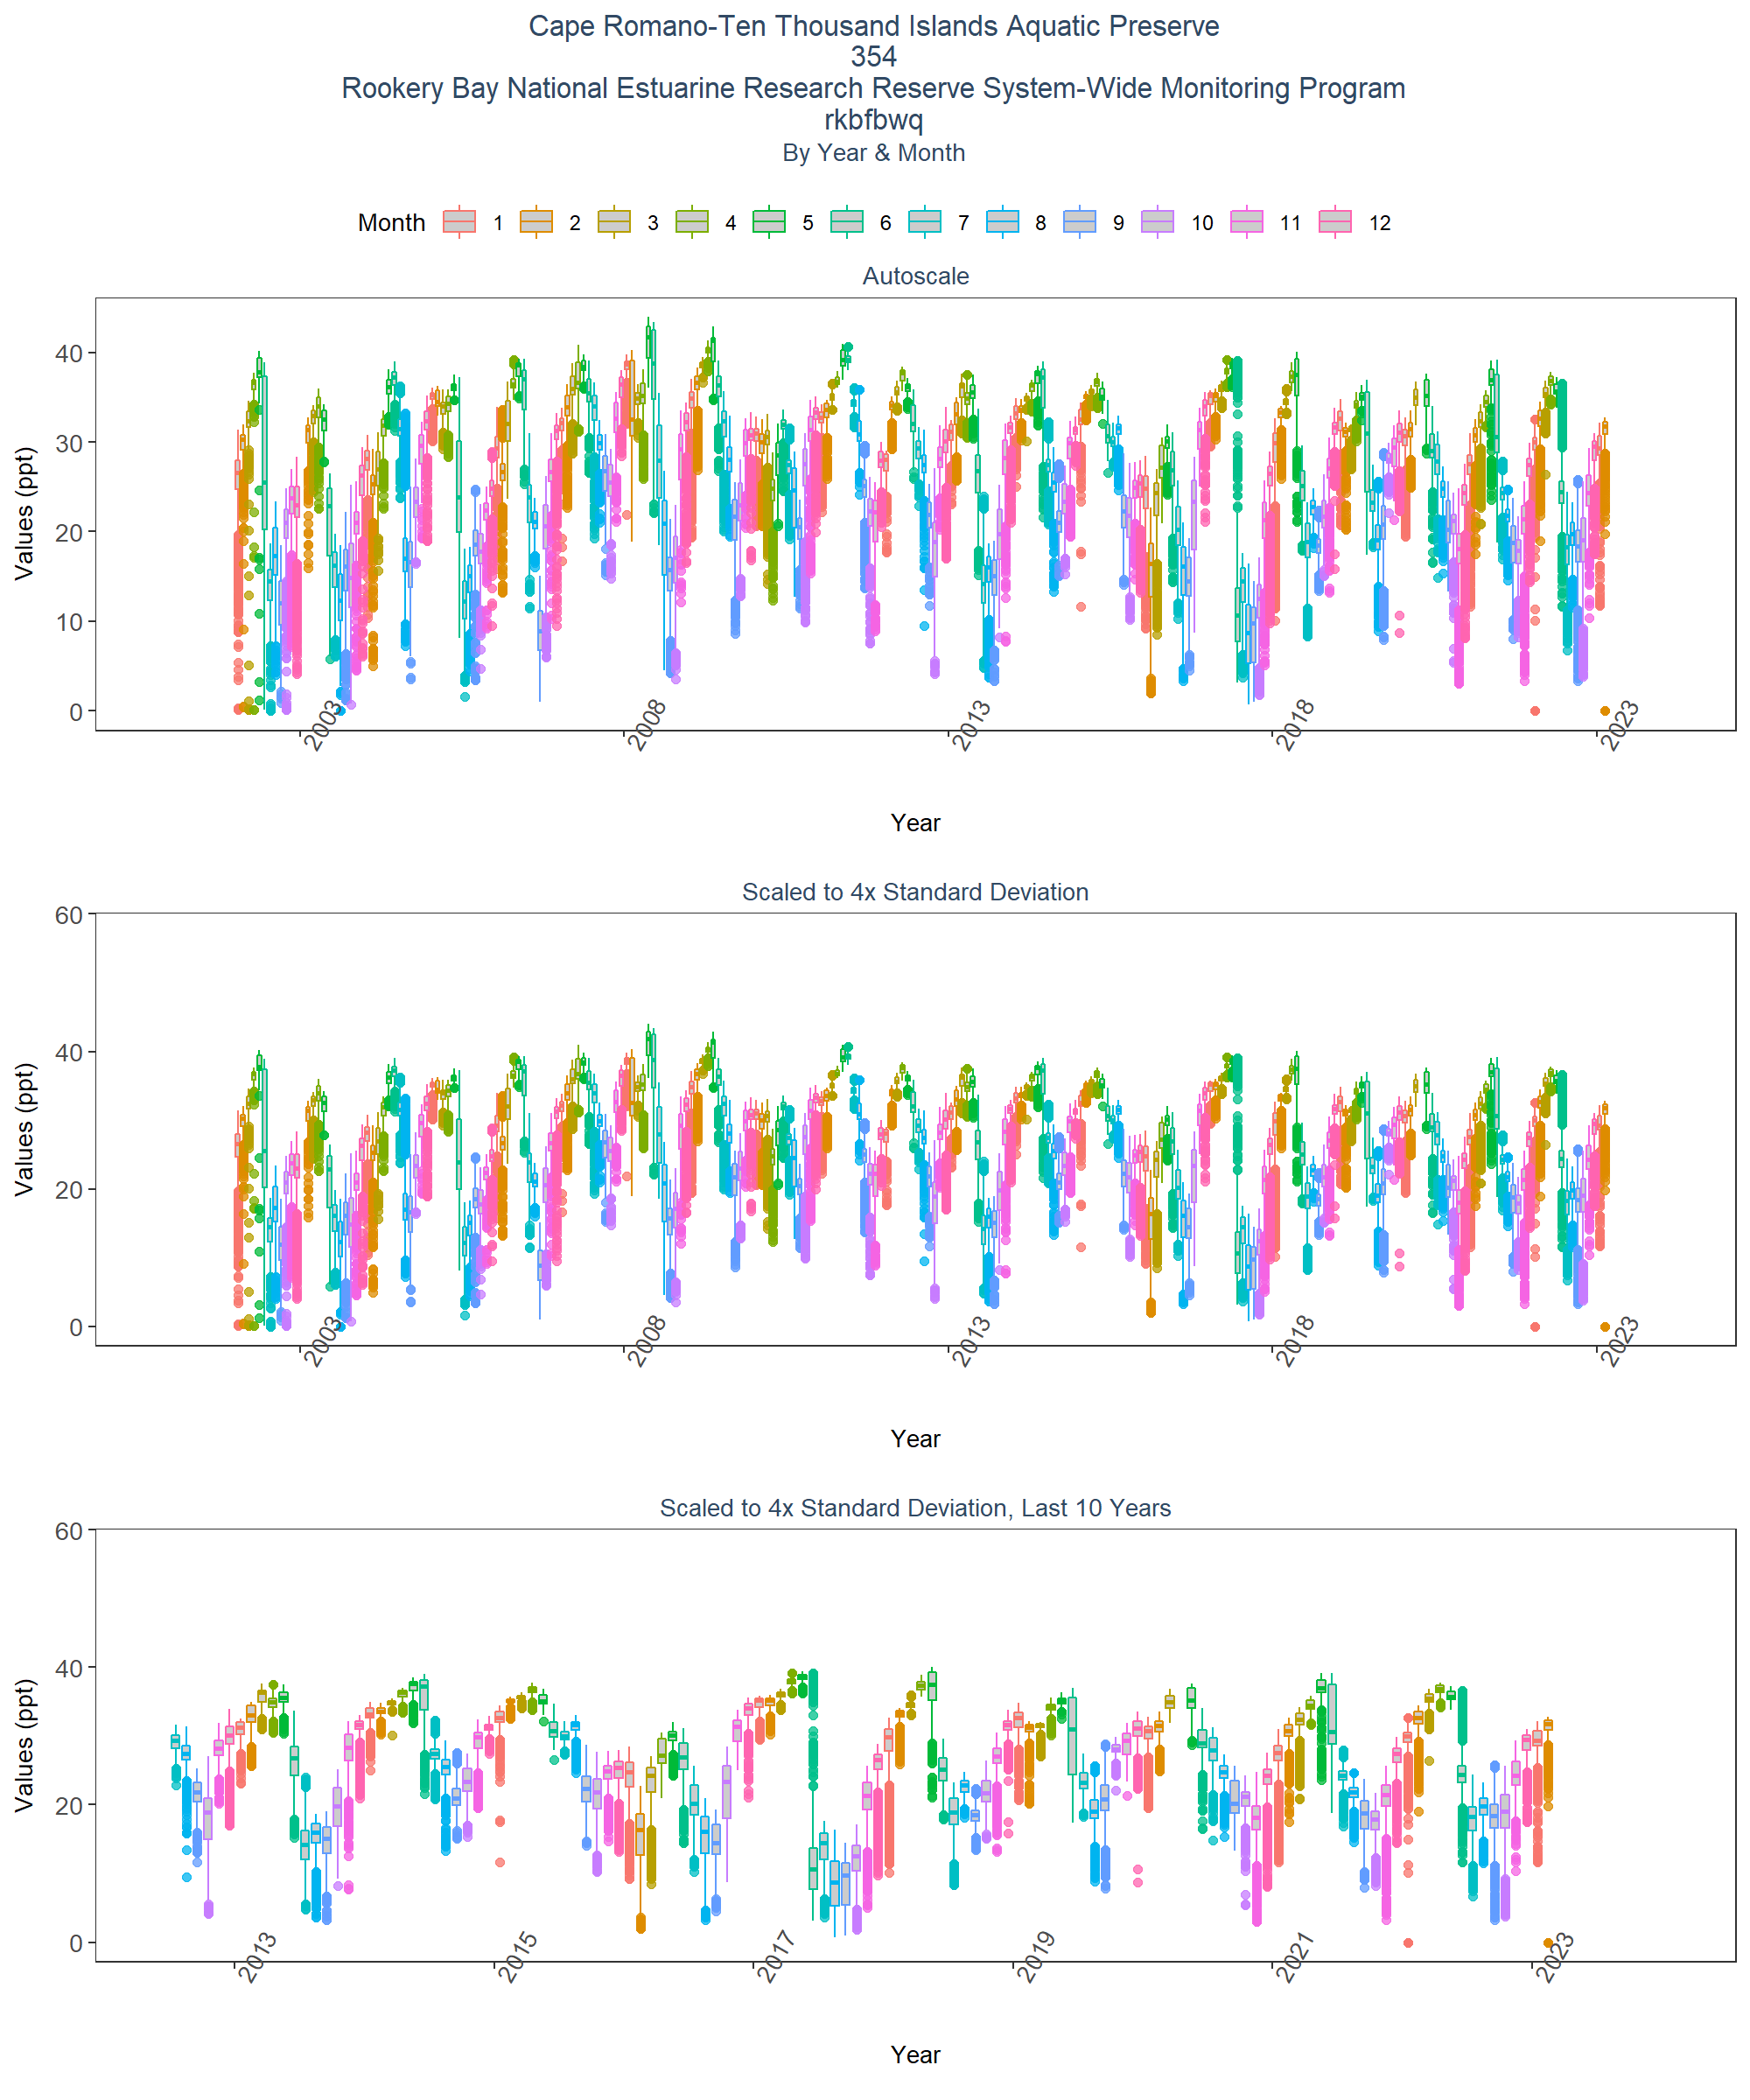 Cape Romano-Ten Thousand Islands Aquatic Preserve
354
Rookery Bay National Estuarine Research Reserve System-Wide Monitoring Program
rkbfbwq
By Year & Month
Month 1 2 3 4 5 6 7 8 9 10 11 12
Autoscale
Values (ppt)
40
30
20
10
0
2003 2008 2013 2018 2023
Year
Scaled to 4x Standard Deviation
Values (ppt)
60
40
20
0
2003 2008 2013 2018 2023
Year
Scaled to 4x Standard Deviation, Last 10 Years
Values (ppt)
60
40
20
0
2013 2015 2017 2019 2021 2023
Year